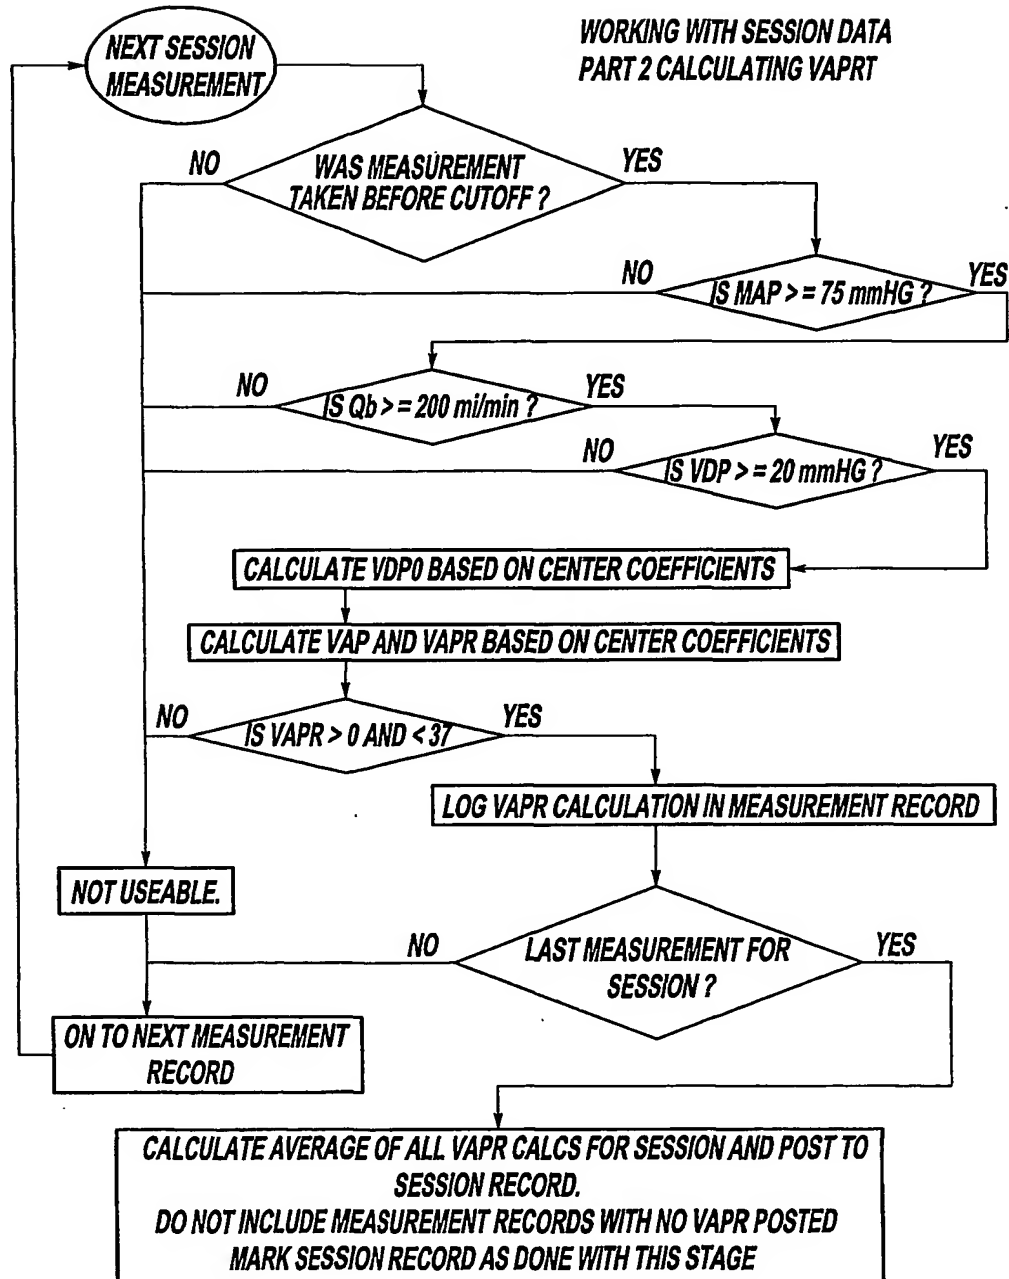 NEXT SESSION
MEASUREMENT
WORKING WITH SESSION DATA
PART 2 CALCULATING VAPRT
NO
WAS MEASUREMENT
TAKEN BEFORE CUTOFF ?
YES
NO
IS MAP > = 75 mmHG ?
YES
NO
IS Qb > = 200 mi/min ?
YES
NO
IS VDP > = 20 mmHG ?
YES
CALCULATE VDP0 BASED ON CENTER COEFFICIENTS
CALCULATE VAP AND VAPR BASED ON CENTER COEFFICIENTS
NO
IS VAPR > 0 AND < 37
YES
LOG VAPR CALCULATION IN MEASUREMENT RECORD
NOT USEABLE.
NO
LAST MEASUREMENT FOR
SESSION ?
YES
ON TO NEXT MEASUREMENT
RECORD
CALCULATE AVERAGE OF ALL VAPR CALCS FOR SESSION AND POST TO
SESSION RECORD.
DO NOT INCLUDE MEASUREMENT RECORDS WITH NO VAPR POSTED
MARK SESSION RECORD AS DONE WITH THIS STAGE